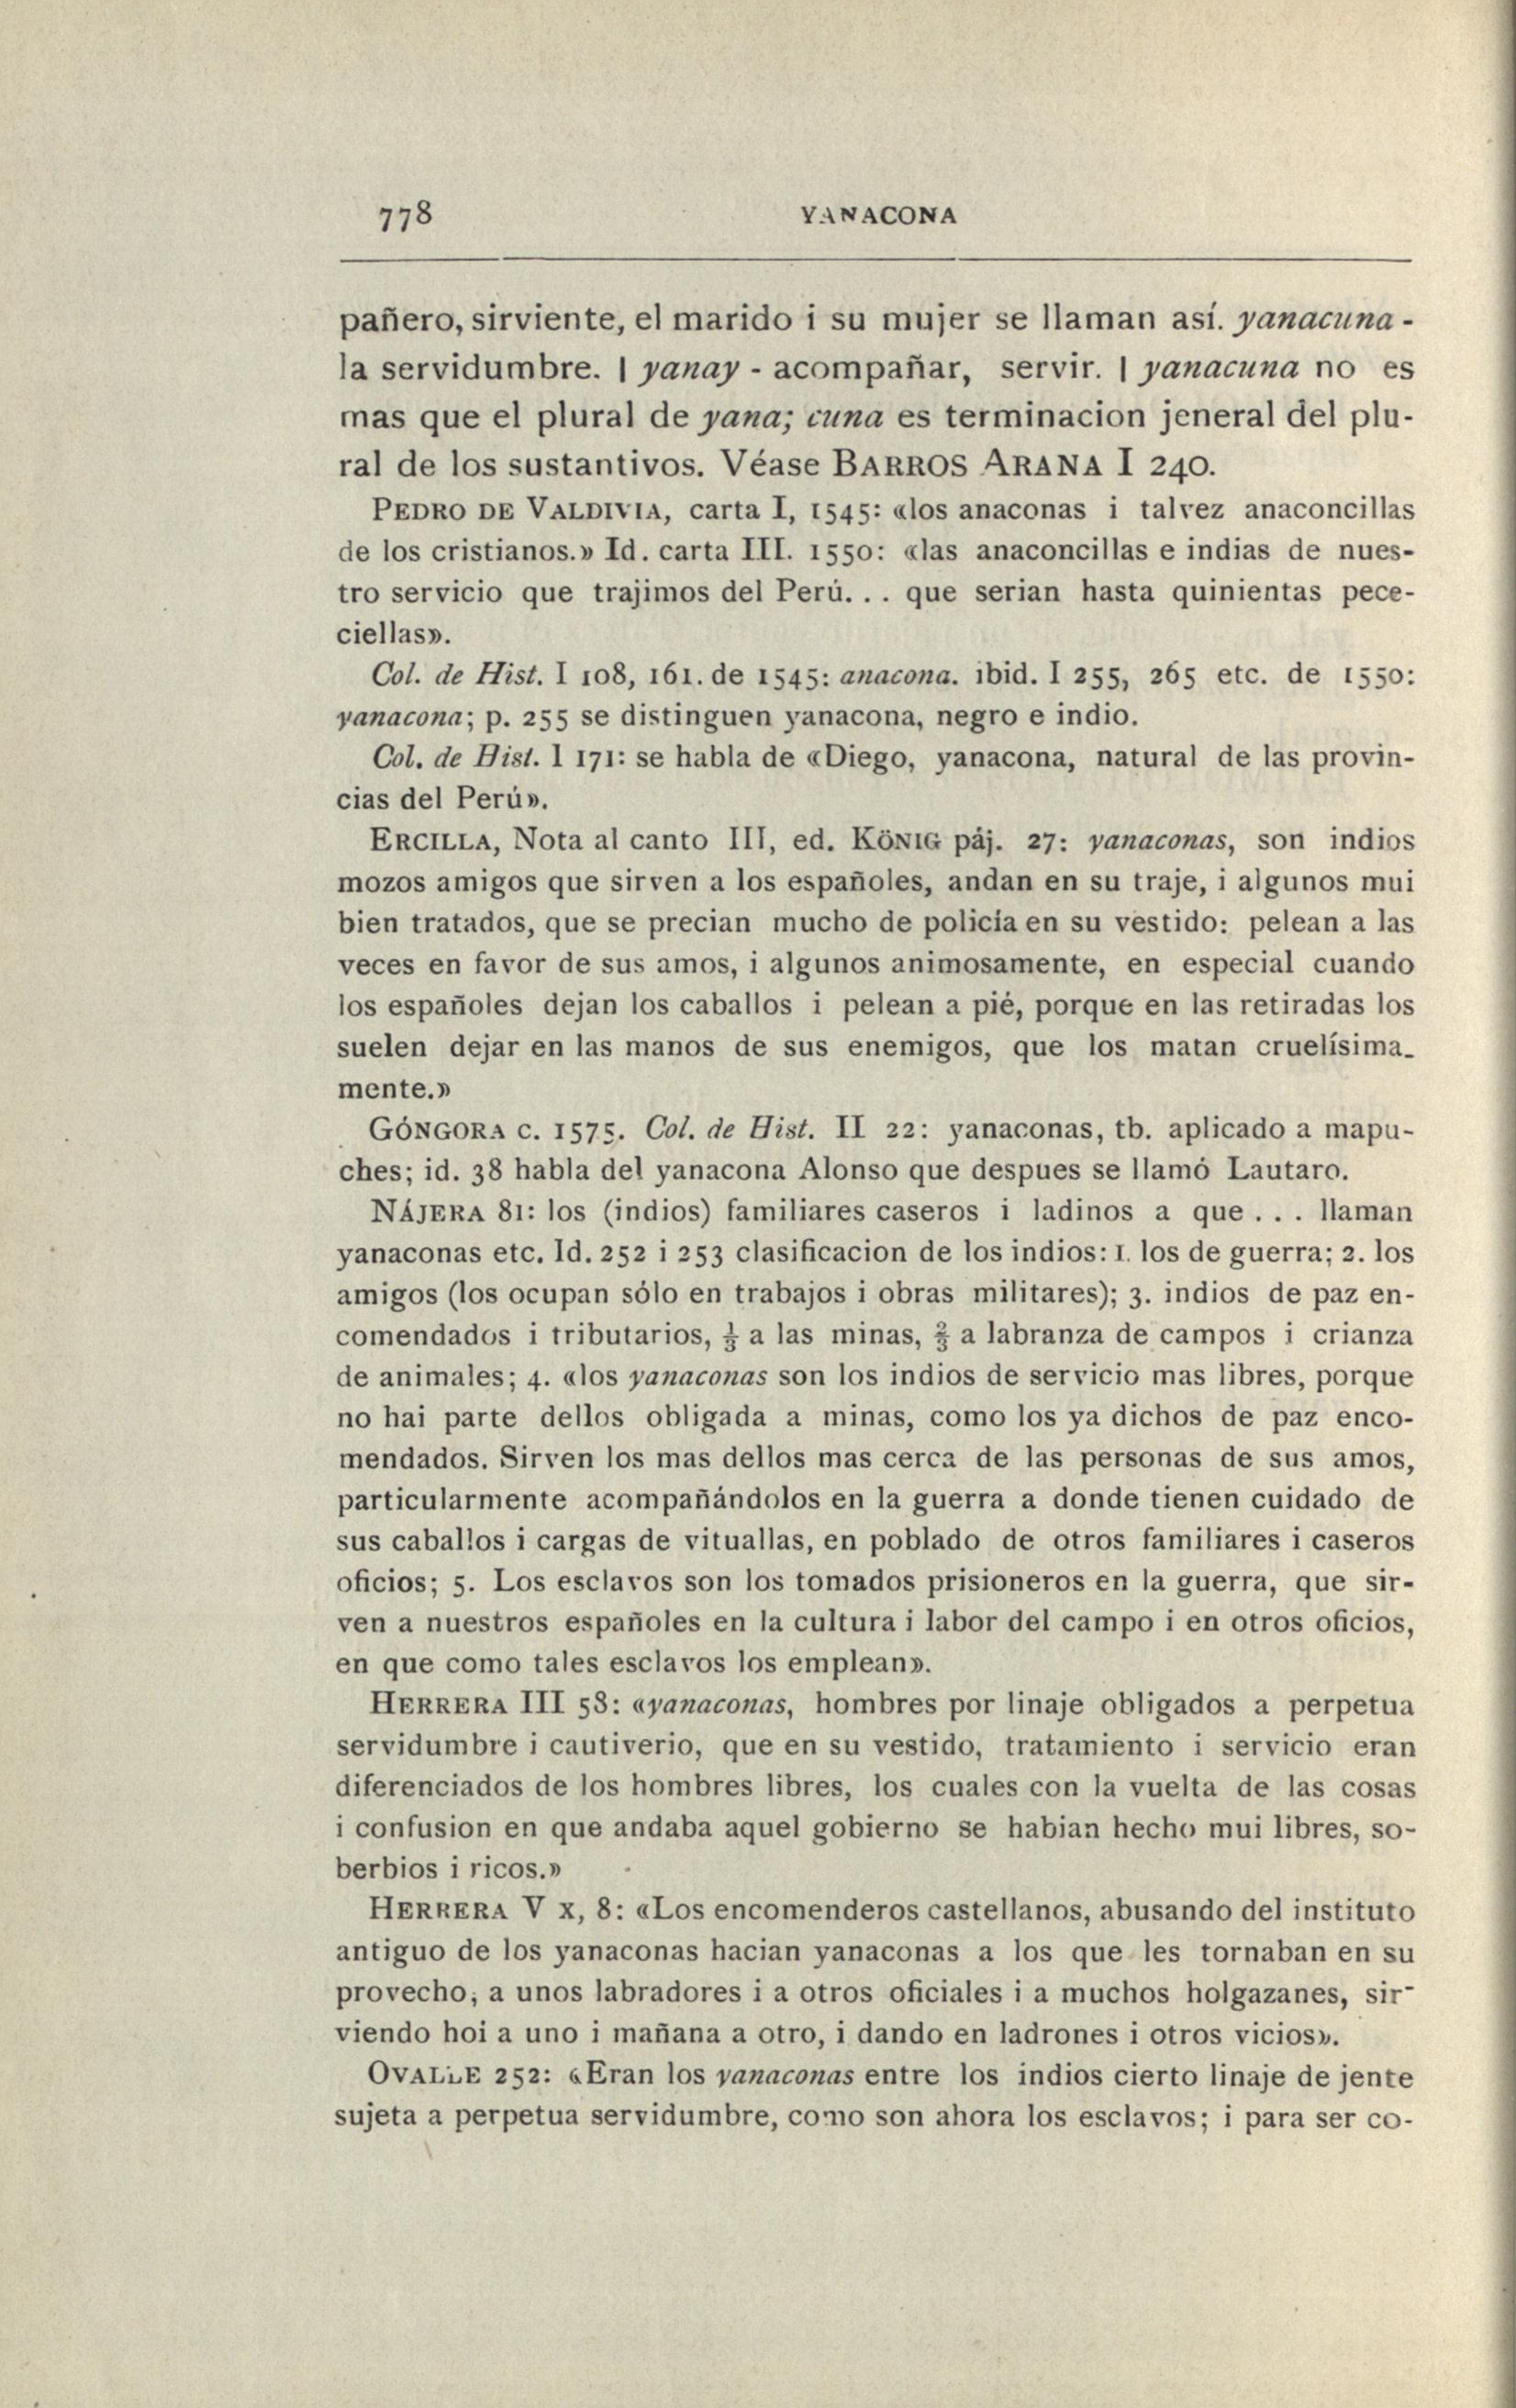 778 YANACONA
pañero, sirviente, el marido i su mujer se llaman así. yanacuna -
la servidumbre. | yanay - acompañar, servir. | yanacuna no es
mas que el plural de yana; cuna es terminacion jeneral del plu-
ral de los sustantivos. Véase BARROS ARANA I 240.
PEDRO DE VALDIVIA, carta I, 1545: «los anaconas i talvez anaconcillas
de los cristianos.» Id. carta III. 1550: «las anaconcillas e indias de nues-
tro servicio que trajimos del Perú. . . que serian hasta quinientas pece-
ciellas».
Col. de Hist. I 108, 161. de 1545: anacona. ibid. I 255, 265 etc. de 1550:
yanacona; p. 255 se distinguen yanacona, negro e indio.
Col. de Hist. I 171: se habla de «Diego, yanacona, natural de las provin-
cias del Perú».
ERCILLA, Nota al canto III, ed. KÖNIG páj. 27: yanaconas, son indios
mozos amigos que sirven a los españoles, andan en su traje, i algunos mui
bien tratados, que se precian mucho de policía en su vestido: pelean a las
veces en favor de sus amos, i algunos animosamente, en especial cuando
los españoles dejan los caballos i pelean a pié, porque en las retiradas los
suelen dejar en las manos de sus enemigos, que los matan cruelísima-
mente.»
GÓNGORA c. 1575. Col. de Hist. II 22: yanaconas, tb. aplicado a mapu-
ches; id. 38 habla del yanacona Alonso que despues se llamó Lautaro.
NÁJERA 81: los (indios) familiares caseros i ladinos a que . . . llaman
yanaconas etc. Id. 252 i 253 clasificacion de los indios: 1. los de guerra; 2. los
amigos (los ocupan sólo en trabajos i obras militares); 3. indios de paz en-
comendados i tributarios, ⅓ a las minas, ⅔ a labranza de campos i crianza
de animales; 4. «los yanaconas son los indios de servicio mas libres, porque
no hai parte dellos obligada a minas, como los ya dichos de paz enco-
mendados. Sirven los mas dellos mas cerca de las personas de sus amos,
particularmente acompañándolos en la guerra a donde tienen cuidado de
sus caballos i cargas de vituallas, en poblado de otros familiares i caseros
oficios; 5. Los esclavos son los tomados prisioneros en la guerra, que sir-
ven a nuestros españoles en la cultura i labor del campo i en otros oficios,
en que como tales esclavos los emplean».
HERRERA III 58: «yanaconas, hombres por linaje obligados a perpetua
servidumbre i cautiverio, que en su vestido, tratamiento i servicio eran
diferenciados de los hombres libres, los cuales con la vuelta de las cosas
i confusion en que andaba aquel gobierno se habian hecho mui libres, so-
berbios i ricos.»
HERRERA V x, 8: «Los encomenderos castellanos, abusando del instituto
antiguo de los yanaconas hacian yanaconas a los que les tornaban en su
provecho; a unos labradores i a otros oficiales i a muchos holgazanes, sir-
viendo hoi a uno i mañana a otro, i dando en ladrones i otros vicios».
OVALLE 252: «Eran los yanaconas entre los indios cierto linaje de jente
sujeta a perpetua servidumbre, como son ahora los esclavos; i para ser co-